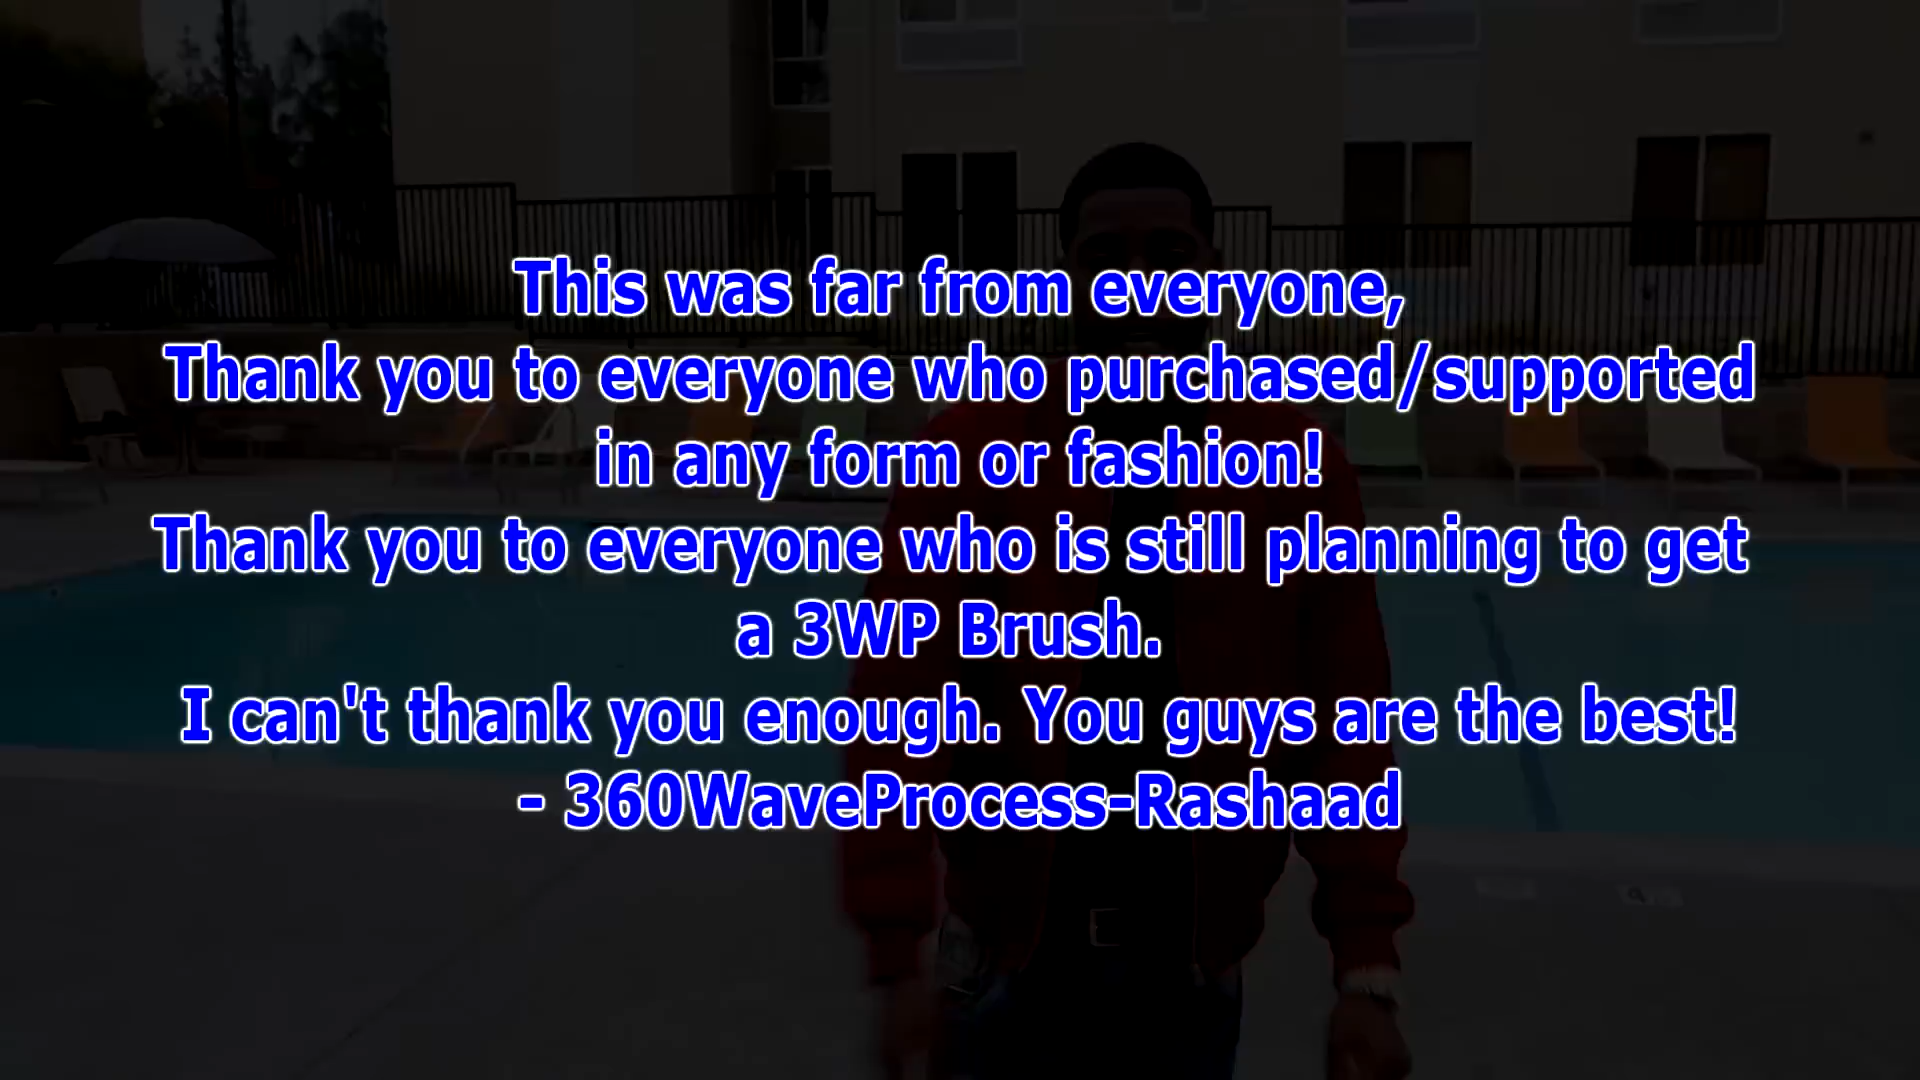 This was far from everyone,
Thank you to everyone who purchased/supported
in any form or fashion!
Thank you to everyone who is still planning to get
a 3WP Brush.
I can't thank you enough. You guys are the best!
- 360WaveProcess-Rashaad